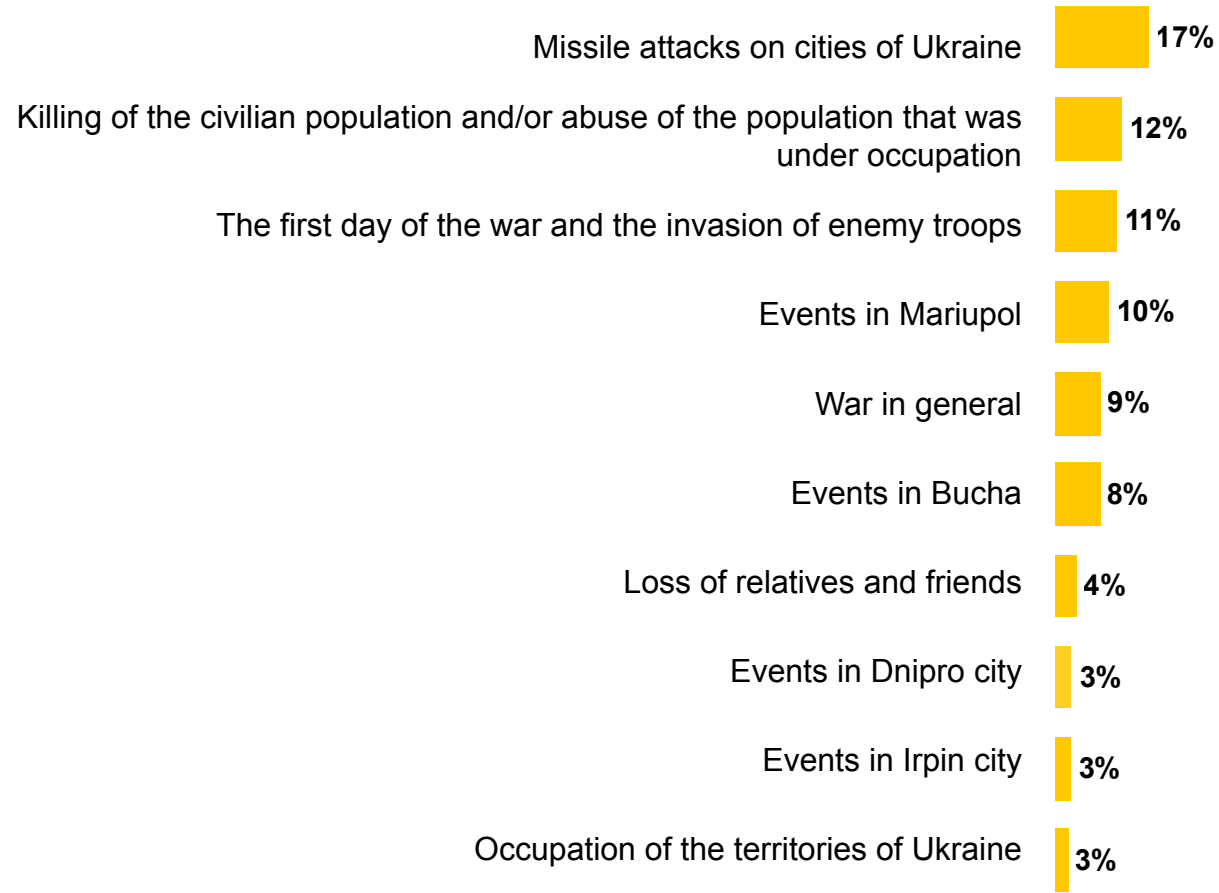 Missile attacks on cities of Ukraine 17%
Killing of the civilian population and/or abuse of the population that was
under occupation 12%
The first day of the war and the invasion of enemy troops 11%
Events in Mariupol 10%
War in general 9%
Events in Bucha 8%
Loss of relatives and friends 4%
Events in Dnipro city 3%
Events in Irpin city 3%
Occupation of the territories of Ukraine 3%